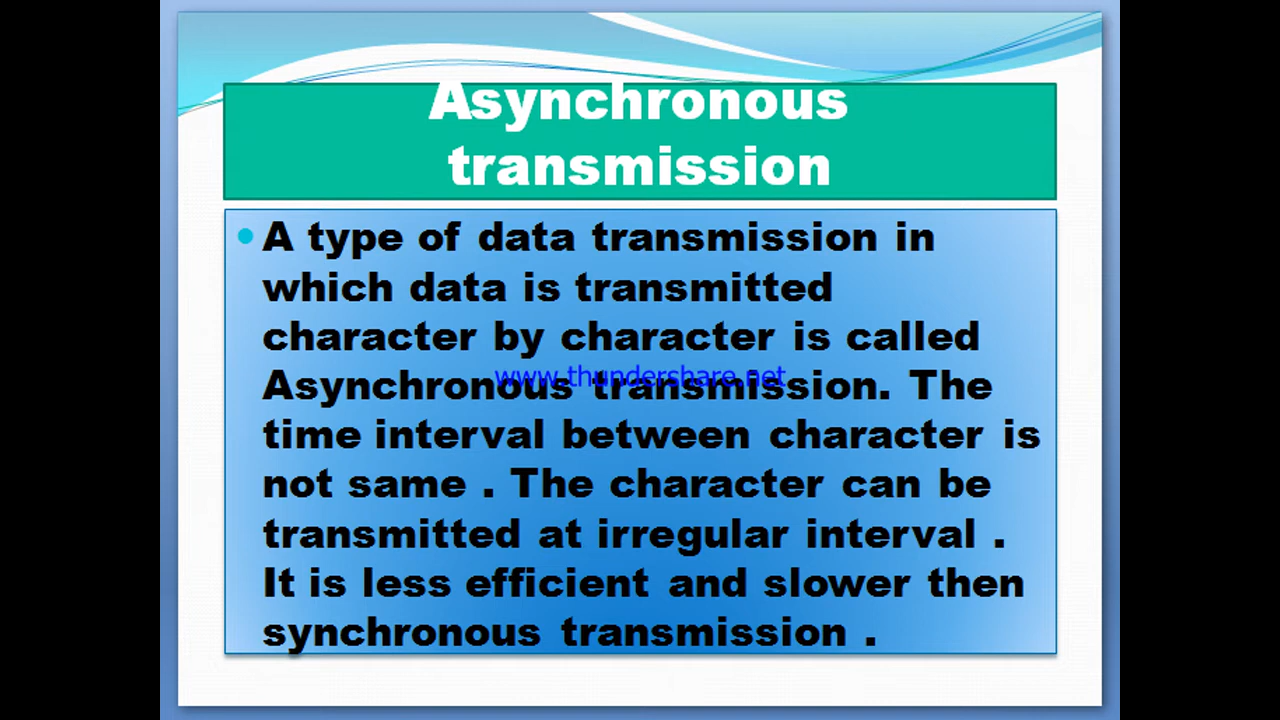 Asynchronous
transmission
• A type of data transmission in
which data is transmitted
character by character is called
Asynchronous transmission. The
www.thundershare.net
time interval between character is
not same . The character can be
transmitted at irregular interval .
It is less efficient and slower then
synchronous transmission .